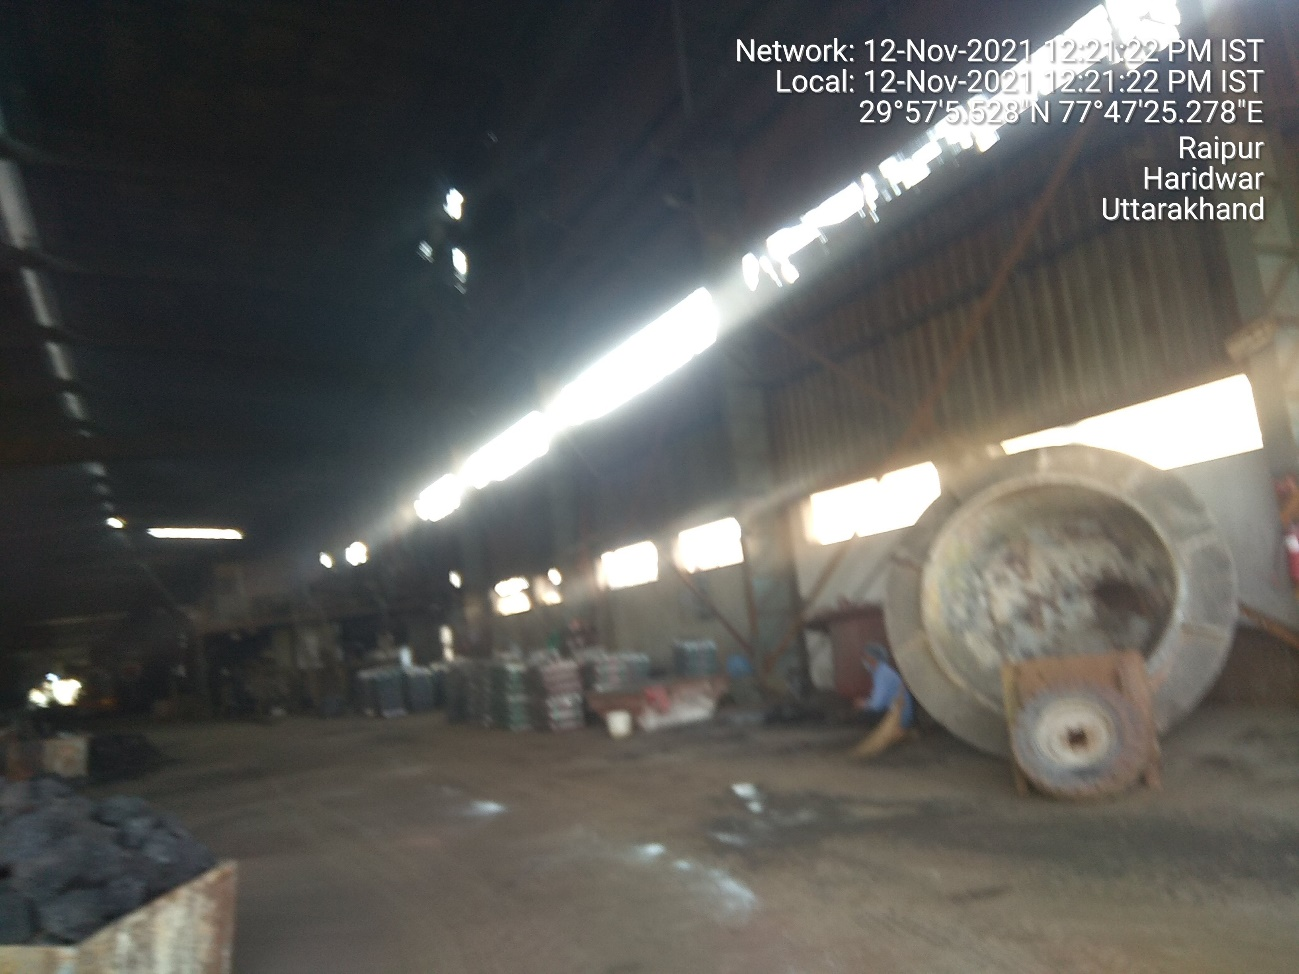 Network: 12-Nov-2021 12:21:22 PM IST
Local: 12-Nov-2021 12:21:22 PM IST
29°57'5.528"N 77°47'25.278"E
Raipur
Haridwar
Uttarakhand